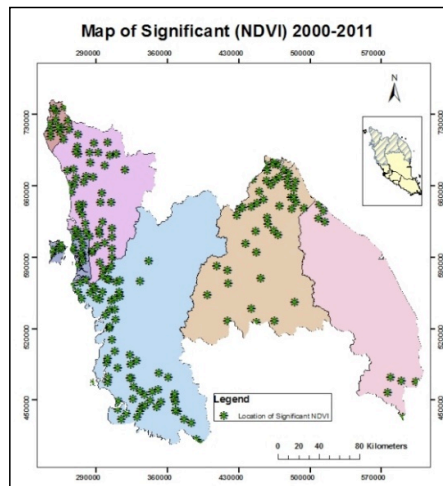 Map of Significant (NDVI) 2000-2011
290000 360000 430000 500000 570000
N
730000 730000
660000 660000
590000 590000
520000 520000
450000 450000
Legend
Location of Significant NDVI
0 20 40 80 Kilometers
290000 360000 430000 500000 570000